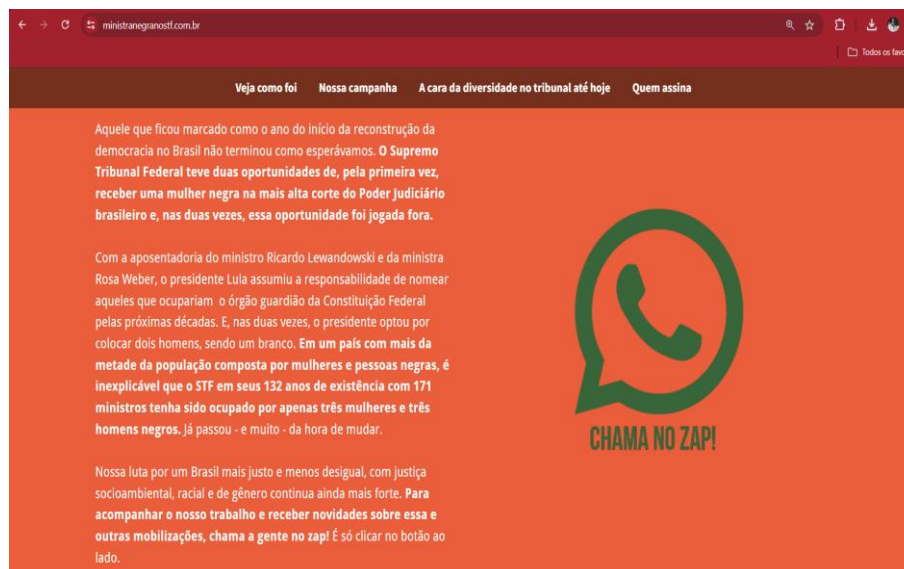 ministranegranostf.com.br
Todos os favo
Veja como foi Nossa campanha A cara da diversidade no tribunal até hoje Quem assina
Aquele que ficou marcado como o ano do início da reconstrução da
democracia no Brasil não terminou como esperávamos. O Supremo
Tribunal Federal teve duas oportunidades de, pela primeira vez,
receber uma mulher negra na mais alta corte do Poder Judiciário
brasileiro e, nas duas vezes, essa oportunidade foi jogada fora.
Com a aposentadoria do ministro Ricardo Lewandowski e da ministra
Rosa Weber, o presidente Lula assumiu a responsabilidade de nomear
aqueles que ocupariam o órgão guardião da Constituição Federal
pelas próximas décadas. E, nas duas vezes, o presidente optou por
colocar dois homens, sendo um branco. Em um país com mais da
metade da população composta por mulheres e pessoas negras, é
inexplicável que o STF em seus 132 anos de existência com 171
ministros tenha sido ocupado por apenas três mulheres e três
homens negros. Já passou - e muito - da hora de mudar.
Nossa luta por um Brasil mais justo e menos desigual, com justiça
socioambiental, racial e de gênero continua ainda mais forte. Para
acompanhar o nosso trabalho e receber novidades sobre essa e
outras mobilizações, chama a gente no zap! É só clicar no botão ao
lado.
CHAMA NO ZAP!